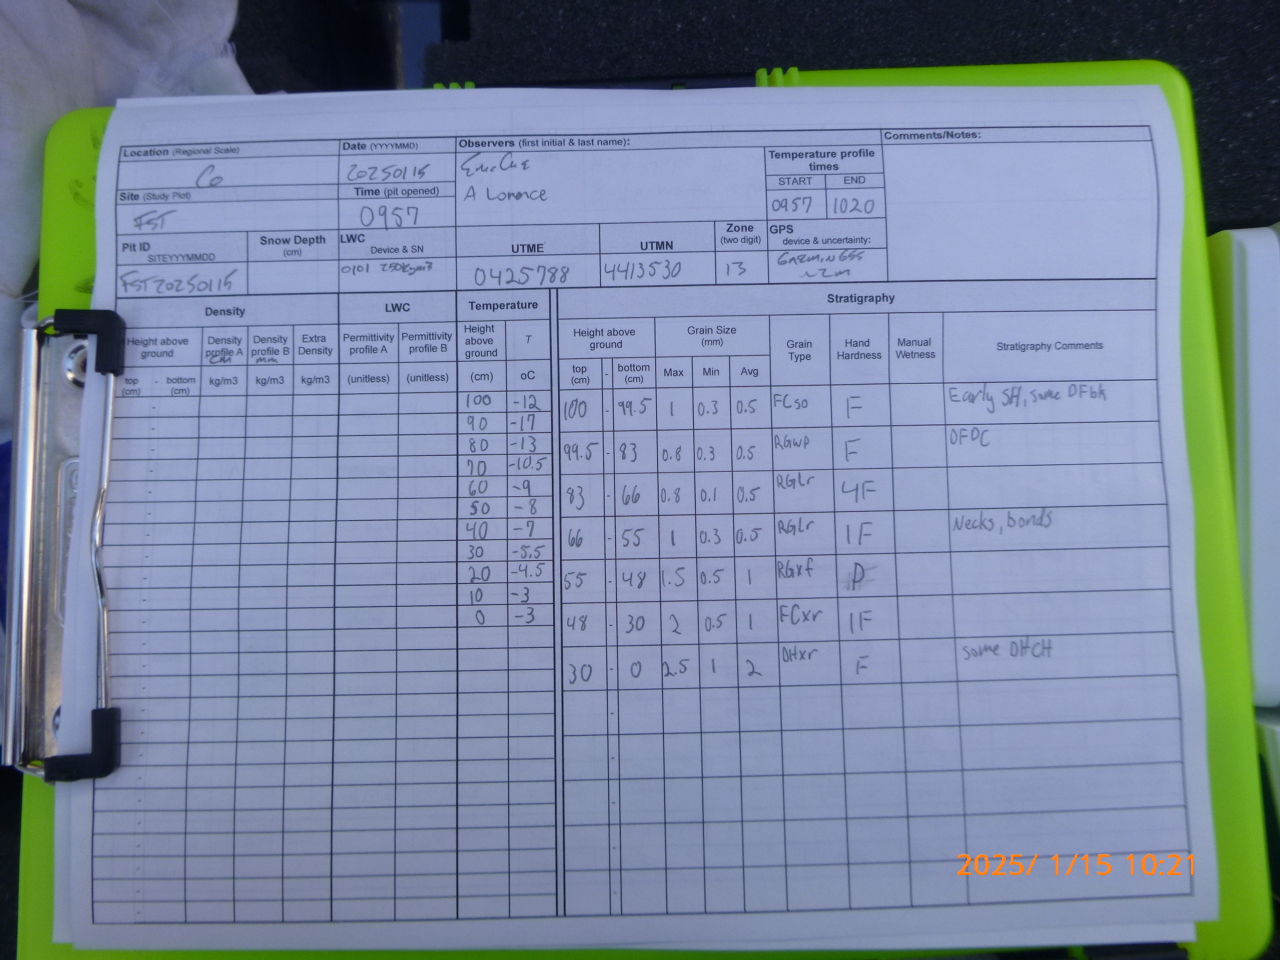 Location (Regional Scale)
Co
Date (YYYYMMDD)
20250115
Observers (first initial & last name):
A Lorence
Comments/Notes:
Site (Study Plot)
FST
Time (pit opened)
0957
Temperature profile times
START END
0957 1020
Pit ID
SITEYYYYMMDD
FST20250115
Snow Depth
(cm)
LWC
Device & SN
0101
UTME
0425788
UTMN
4413530
Zone
(two digit)
13
GPS
device & uncertainty:
~2m
Density
LWC
Temperature
Stratigraphy
Height above ground
Density profile A
Density profile B
Extra Density
Permittivity profile A
Permittivity profile B
Height above ground
T
Height above ground
Grain Size (mm)
Grain Type
Hand Hardness
Manual Wetness
Stratigraphy Comments
top (cm) - bottom (cm) kg/m3 kg/m3 kg/m3 (unitless) (unitless) (cm) oC top (cm) - bottom (cm) Max Min Avg
100 -12
90 -17
80 -13
70 -10.5
60 -9
50 -8
40 -7
30 -5.5
20 -4.5
10 -3
0 -3
100 - 99.5 1 0.3 0.5 FCso F Early SH, some DFbk
99.5 - 83 0.8 0.3 0.5 RGwp F DFDC
83 - 66 0.8 0.1 0.5 RGlr 4F
66 - 55 1 0.3 0.5 RGlr 1F Necks, bonds
55 - 48 1.5 0.5 1 RGxf P
48 - 30 2 0.5 1 FCxr 1F
30 - 0 2.5 1 2 DHxr F some DHCH
2025/ 1/15 10:21